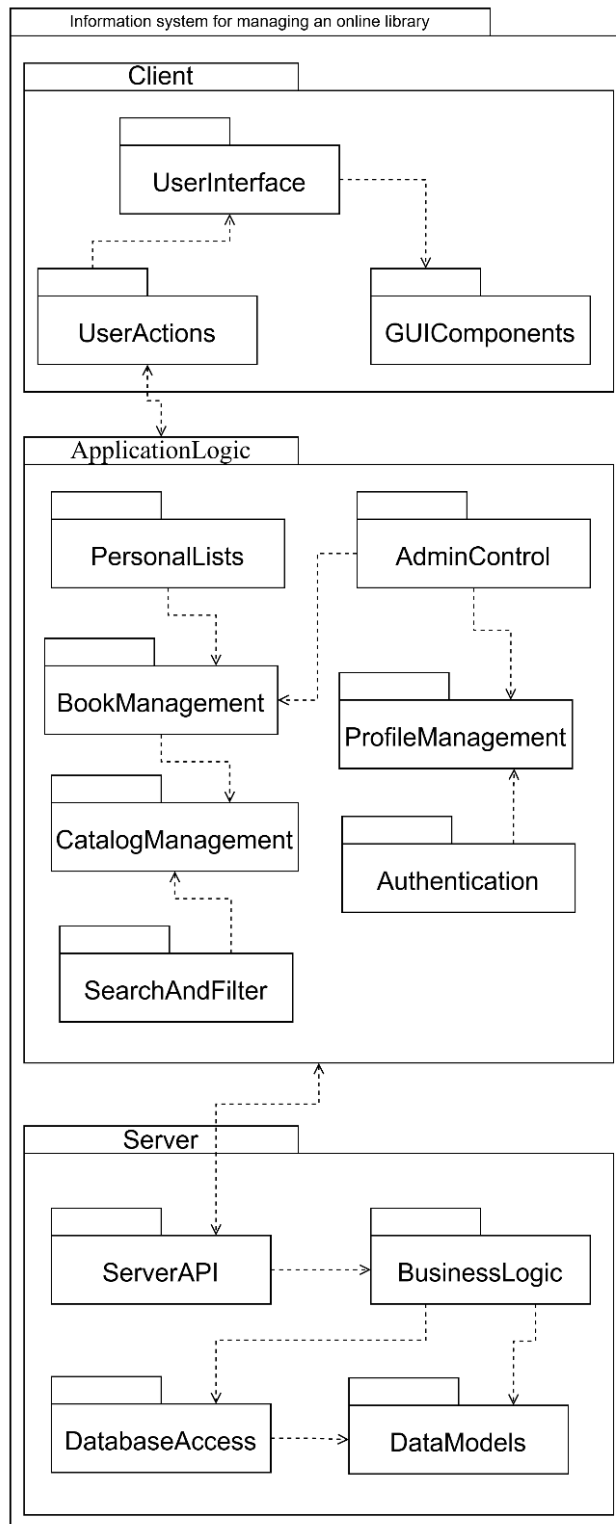 Information system for managing an online library
Client
UserInterface
UserActions
GUIComponents
ApplicationLogic
PersonalLists
AdminControl
BookManagement
ProfileManagement
CatalogManagement
Authentication
SearchAndFilter
Server
ServerAPI
BusinessLogic
DatabaseAccess
DataModels